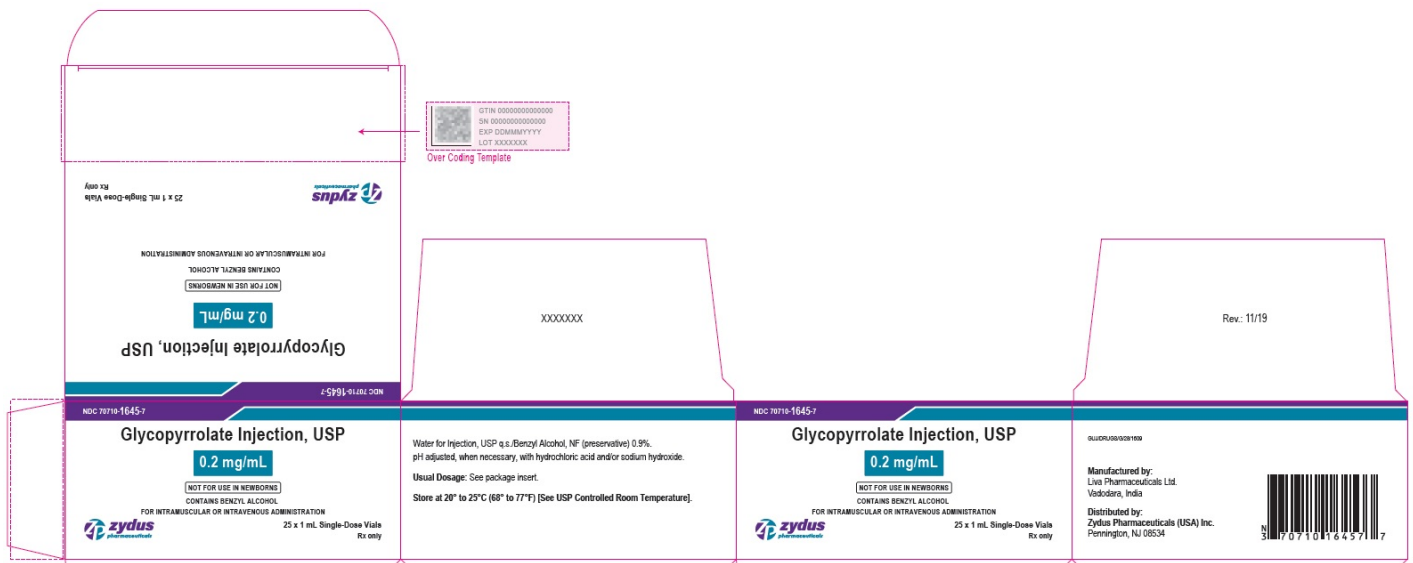 GTIN 00000000000000
SN 00000000000000
EXP DDMMMYYYY
LOT XXXXXXX
Over Coding Template
NDC 70710-1645-7
Glycopyrrolate Injection, USP
0.2 mg/mL
NOT FOR USE IN NEWBORNS
CONTAINS BENZYL ALCOHOL
FOR INTRAMUSCULAR OR INTRAVENOUS ADMINISTRATION
zydus
pharmaceuticals
25 x 1 mL Single-Dose Vials
Rx only
XXXXXXX
Rev.: 11/19
NDC 70710-1645-7
Glycopyrrolate Injection, USP
0.2 mg/mL
NOT FOR USE IN NEWBORNS
CONTAINS BENZYL ALCOHOL
FOR INTRAMUSCULAR OR INTRAVENOUS ADMINISTRATION
zydus
pharmaceuticals
25 x 1 mL Single-Dose Vials
Rx only
Water for Injection, USP q.s./Benzyl Alcohol, NF (preservative) 0.9%.
pH adjusted, when necessary, with hydrochloric acid and/or sodium hydroxide.
Usual Dosage: See package insert.
Store at 20° to 25°C (68° to 77°F) [See USP Controlled Room Temperature].
NDC 70710-1645-7
Glycopyrrolate Injection, USP
0.2 mg/mL
NOT FOR USE IN NEWBORNS
CONTAINS BENZYL ALCOHOL
FOR INTRAMUSCULAR OR INTRAVENOUS ADMINISTRATION
zydus
pharmaceuticals
25 x 1 mL Single-Dose Vials
Rx only
GUJ/DRUGS/G/28/1609
Manufactured by:
Liva Pharmaceuticals Ltd.
Vadodara, India
Distributed by:
Zydus Pharmaceuticals (USA) Inc.
Pennington, NJ 08534
N
3 70710 16457 7